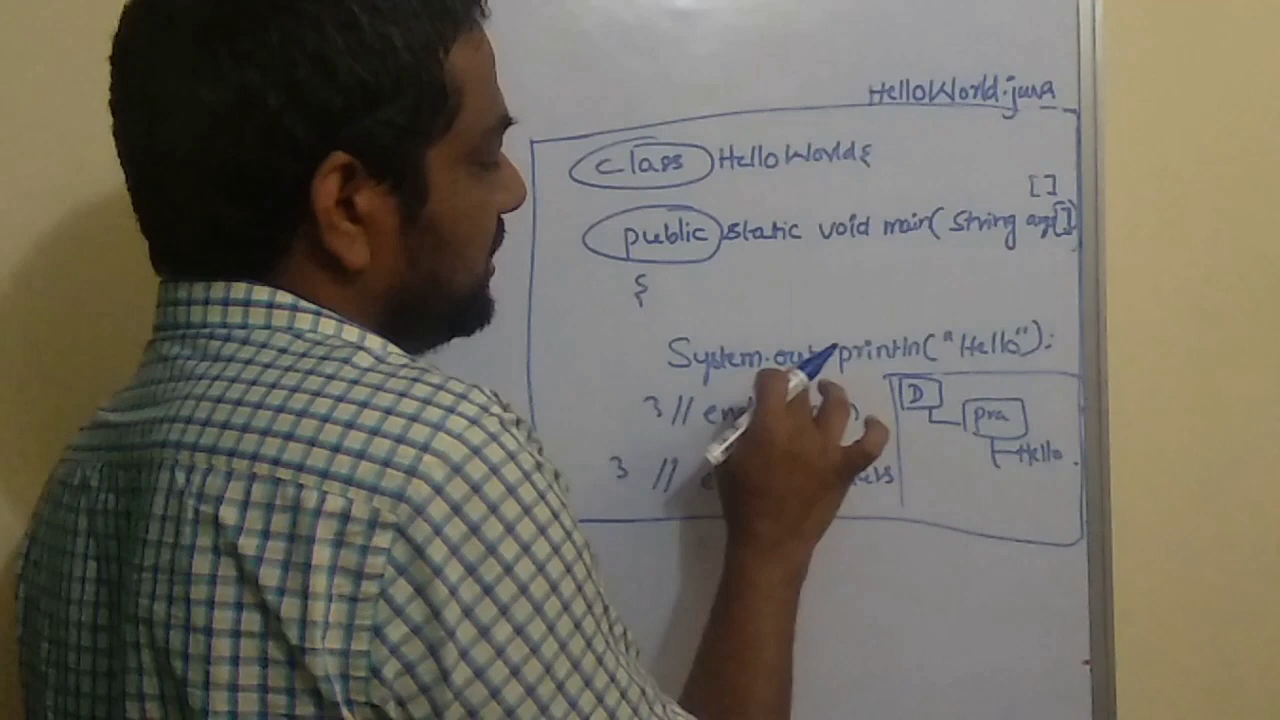 HelloWorld.java
class HelloWorld{
[]
public static void main( String arg[]
{
System.out println("Hello");
} //
} //
D
pra
Hello